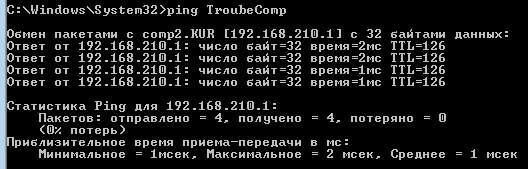 C:\Windows\System32>ping TroubeComp
Обмен пакетами с comp2.KUR [192.168.210.1] с 32 байтами данных:
Ответ от 192.168.210.1: число байт=32 время=2мс TTL=126
Ответ от 192.168.210.1: число байт=32 время=2мс TTL=126
Ответ от 192.168.210.1: число байт=32 время=1мс TTL=126
Ответ от 192.168.210.1: число байт=32 время=1мс TTL=126
Статистика Ping для 192.168.210.1:
Пакетов: отправлено = 4, получено = 4, потеряно = 0
(0% потерь)
Приблизительное время приема-передачи в мс:
Минимальное = 1мсек, Максимальное = 2 мсек, Среднее = 1 мсек